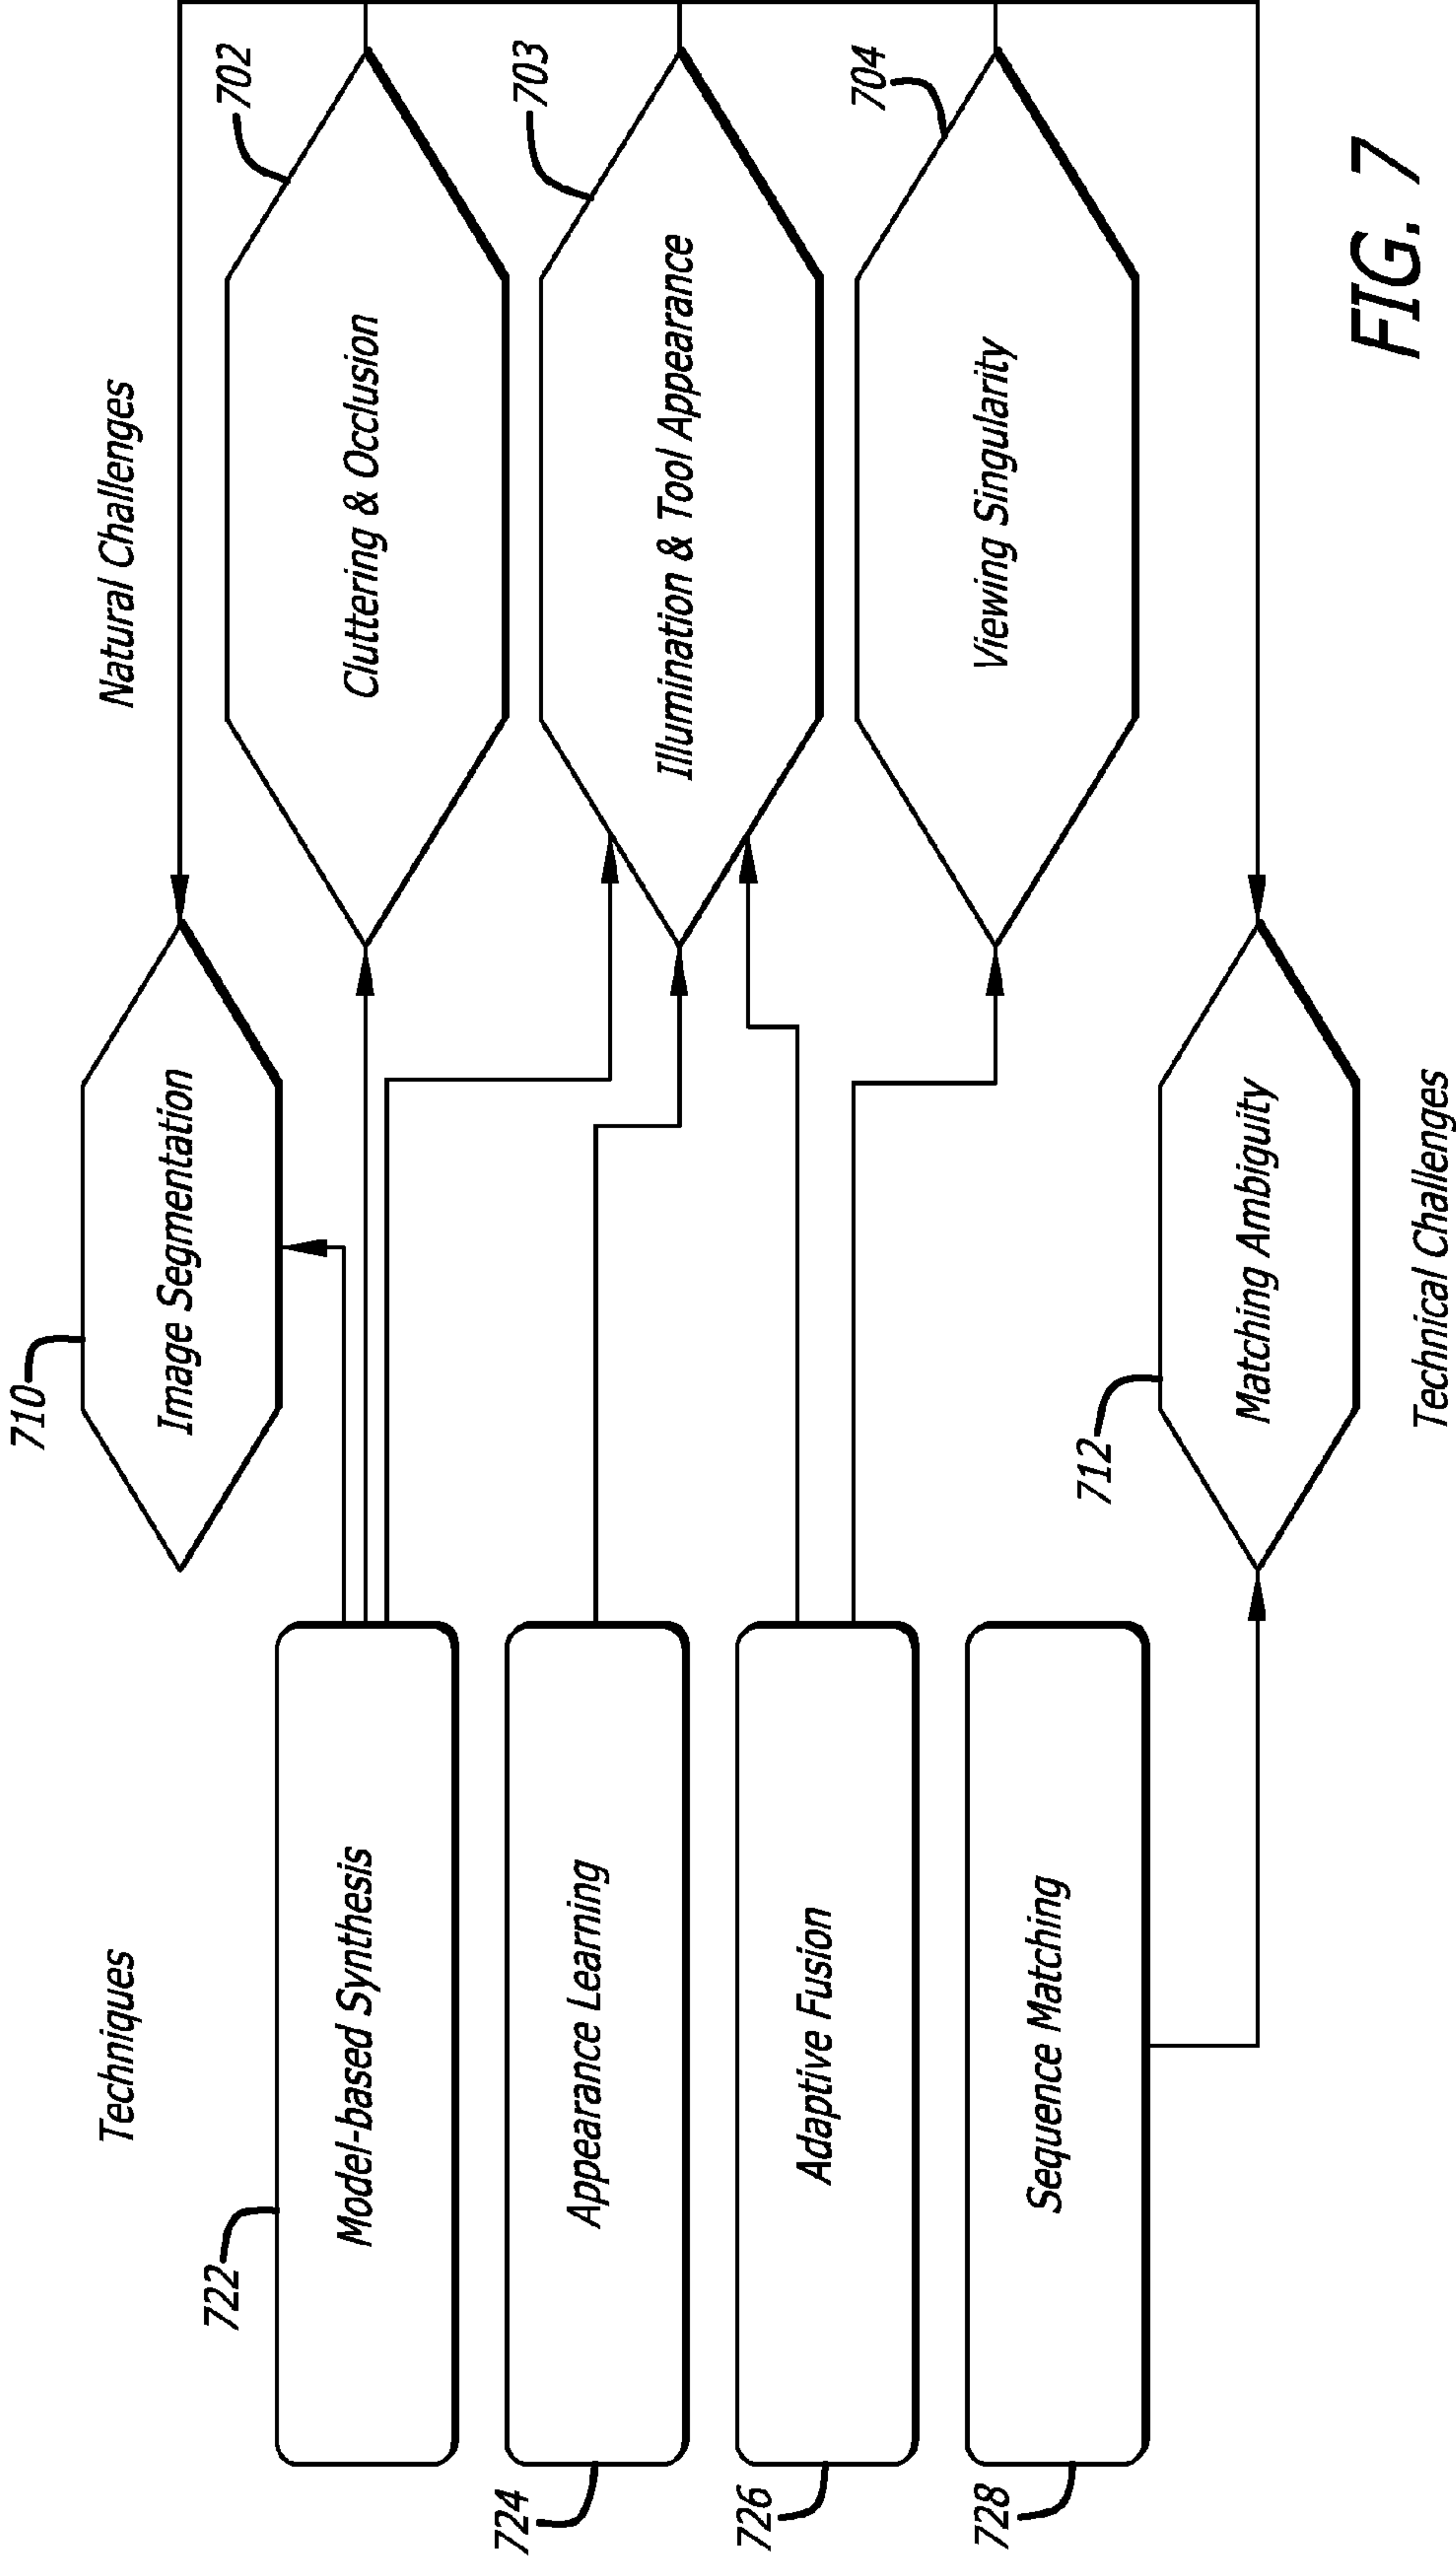 Techniques
Natural Challenges
710
Image Segmentation
702
Cluttering & Occlusion
722
Model-based Synthesis
703
Illumination & Tool Appearance
724
Appearance Learning
704
Viewing Singularity
726
Adaptive Fusion
728
Sequence Matching
712
Matching Ambiguity
Technical Challenges
FIG. 7